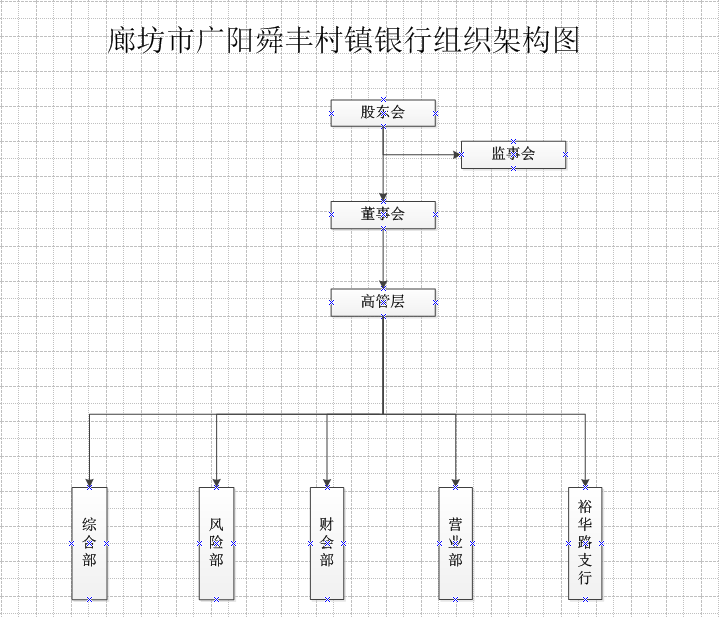 廊坊市广阳舜丰村镇银行组织架构图
股东会
监事会
董事会
高管层
综合部
风险部
财会部
营业部
裕华路支行